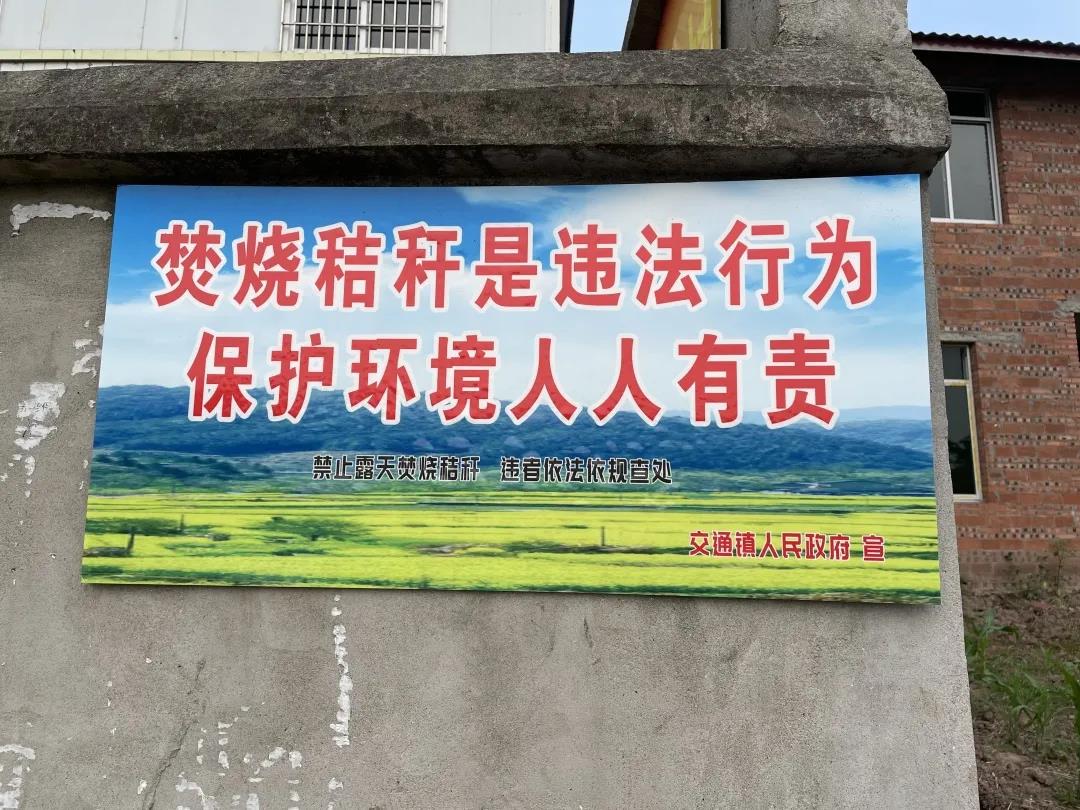 焚烧秸秆是违法行为
保护环境人人有责
禁止露天焚烧秸秆 违者依法依规查处
交通镇人民政府 宣